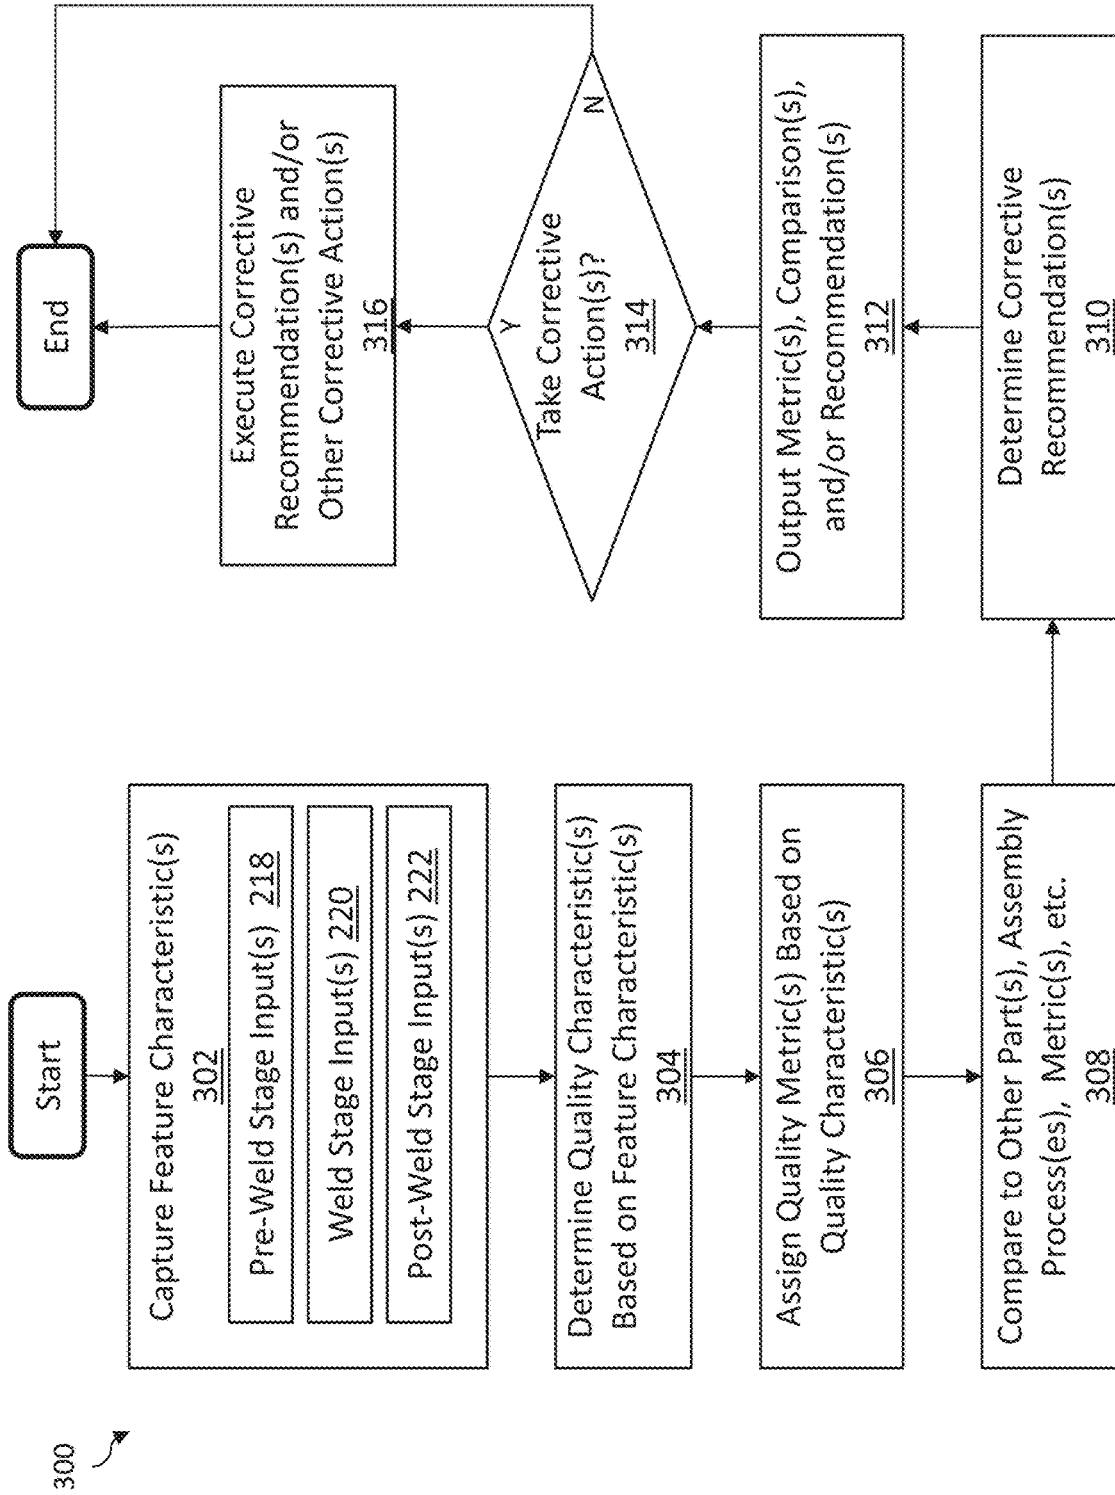 300
Start
Capture Feature Characteristic(s)
302
Pre-Weld Stage Input(s) 218
Weld Stage Input(s) 220
Post-Weld Stage Input(s) 222
Determine Quality Characteristic(s)
Based on Feature Characteristic(s)
304
Assign Quality Metric(s) Based on
Quality Characteristic(s)
306
Compare to Other Part(s), Assembly
Process(es), Metric(s), etc.
308
Determine Corrective
Recommendation(s)
310
Output Metric(s), Comparison(s),
and/or Recommendation(s)
312
Take Corrective
Action(s)?
314
Y
N
Execute Corrective
Recommendation(s) and/or
Other Corrective Action(s)
316
End